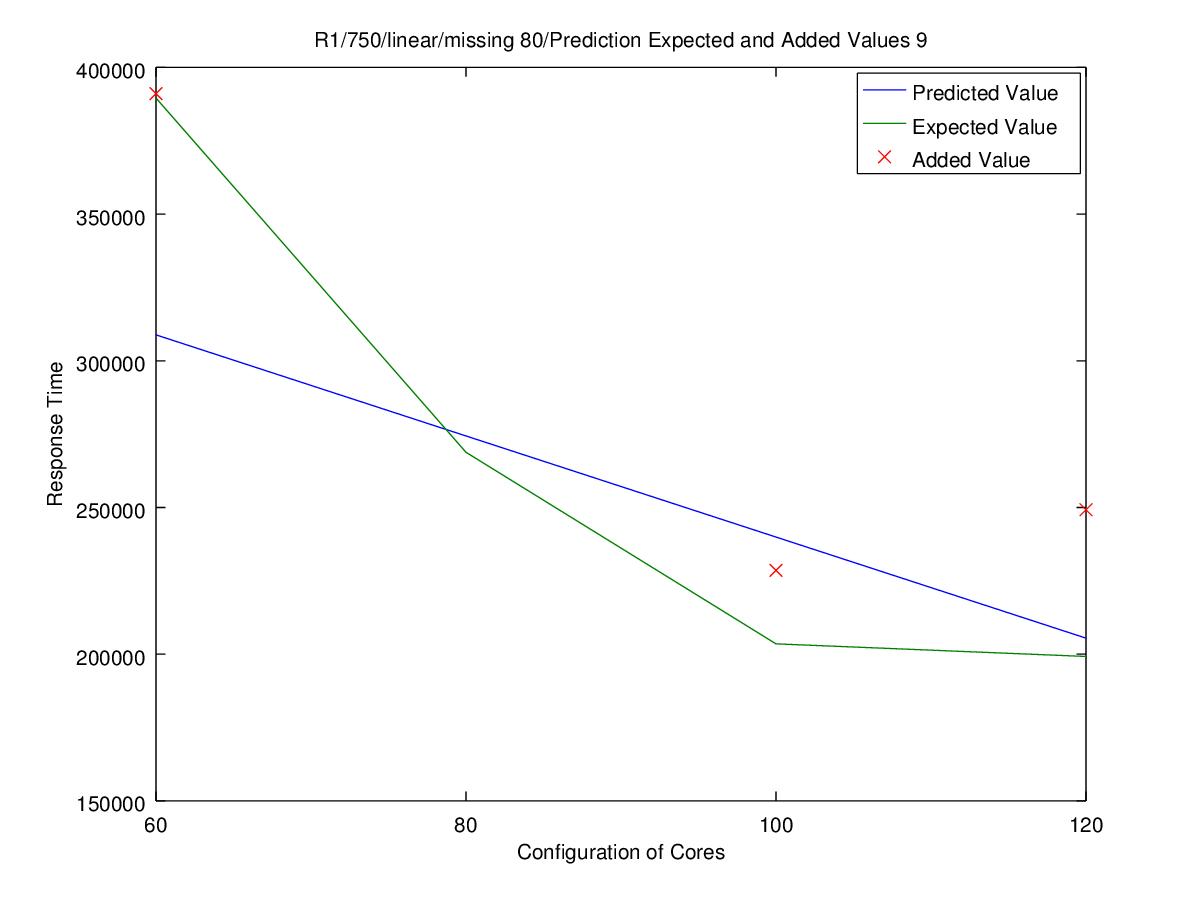 R1/750/linear/missing 80/Prediction Expected and Added Values 9
400000
350000
300000
250000
200000
150000
Response Time
Predicted Value
Expected Value
Added Value
60
80
100
120
Configuration of Cores